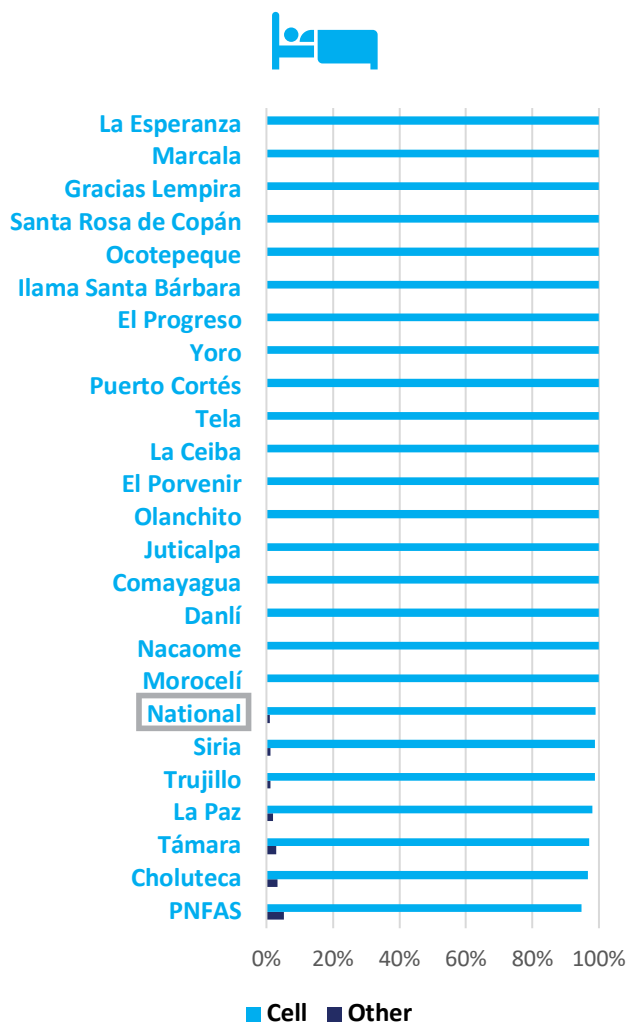 La Esperanza
Marcala
Gracias Lempira
Santa Rosa de Copán
Ocotepeque
Ilama Santa Bárbara
El Progreso
Yoro
Puerto Cortés
Tela
La Ceiba
El Porvenir
Olanchito
Juticalpa
Comayagua
Danlí
Nacaome
Morocelí
National
Siria
Trujillo
La Paz
Támara
Choluteca
PNFAS
0% 20% 40% 60% 80% 100%
Cell Other